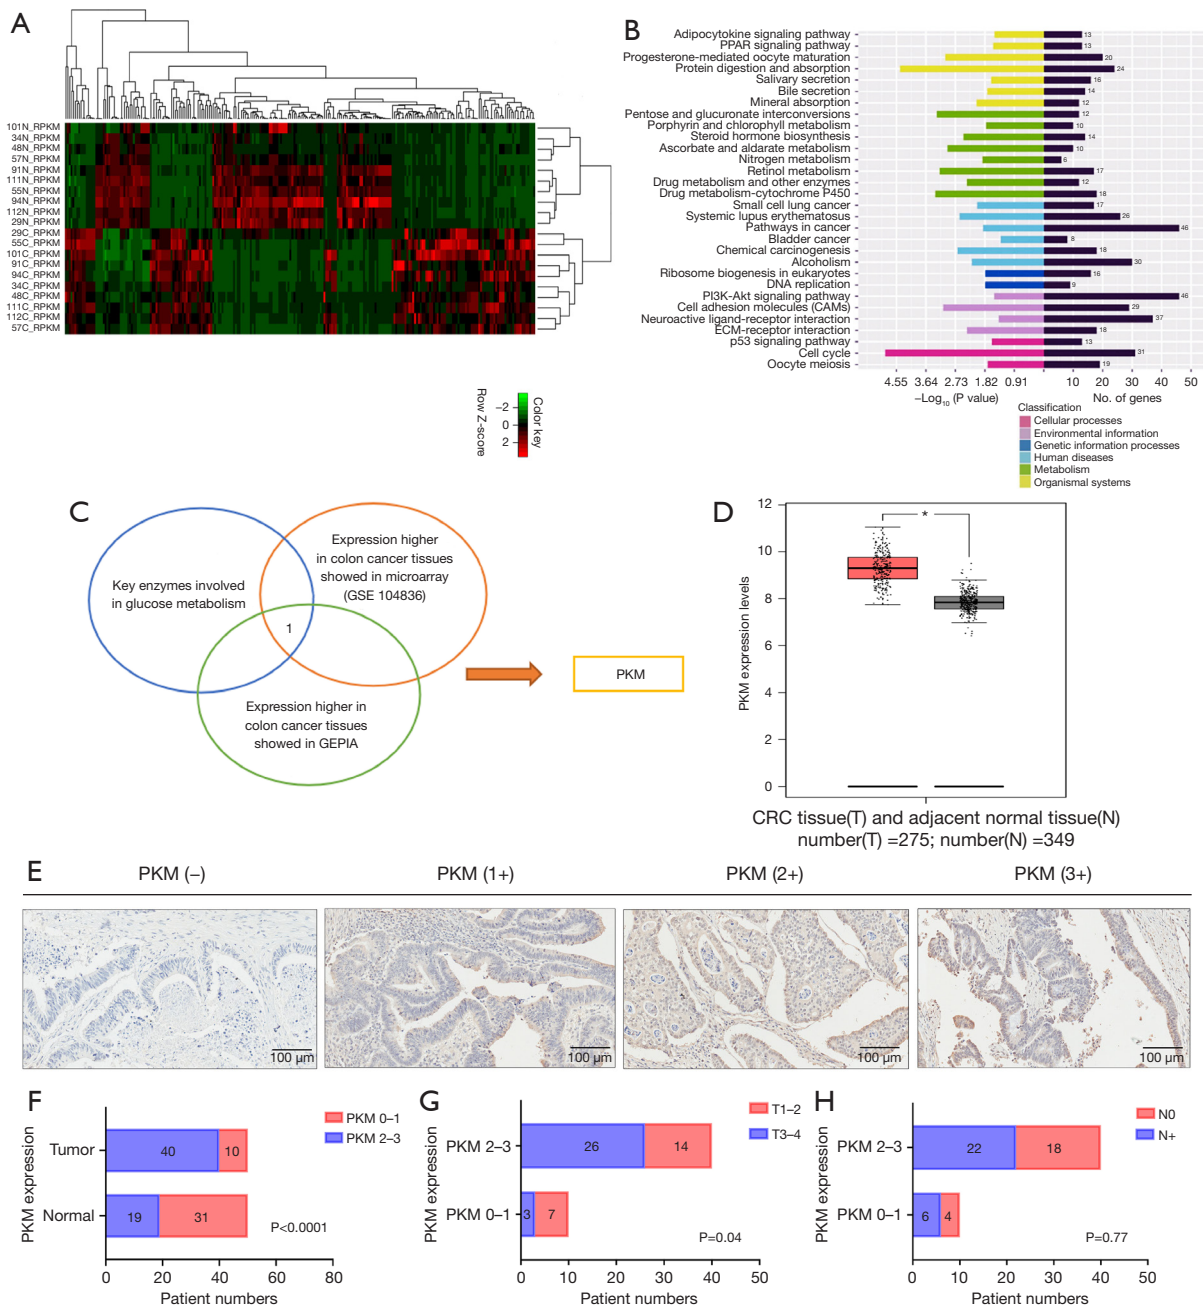 A
101N_RPKM
34N_RPKM
48N_RPKM
57N_RPKM
91N_RPKM
111N_RPKM
55N_RPKM
94N_RPKM
112N_RPKM
29N_RPKM
29C_RPKM
55C_RPKM
101C_RPKM
91C_RPKM
94C_RPKM
34C_RPKM
48C_RPKM
111C_RPKM
112C_RPKM
57C_RPKM
Color key
−2
0
2
Row Z-score
B
Adipocytokine signaling pathway 13
PPAR signaling pathway 13
Progesterone-mediated oocyte maturation 20
Protein digestion and absorption 24
Salivary secretion 16
Bile secretion 14
Mineral absorption 12
Pentose and glucuronate interconversions 12
Porphyrin and chlorophyll metabolism 10
Steroid hormone biosynthesis 14
Ascorbate and aldarate metabolism 10
Nitrogen metabolism 6
Retinol metabolism 17
Drug metabolism and other enzymes 12
Drug metabolism-cytochrome P450 18
Small cell lung cancer 17
Systemic lupus erythematosus 26
Pathways in cancer 46
Bladder cancer 8
Chemical carcinogenesis 18
Alcoholism 30
Ribosome biogenesis in eukaryotes 16
DNA replication 9
PI3K-Akt signaling pathway 46
Cell adhesion molecules (CAMs) 29
Neuroactive ligand-receptor interaction 37
ECM-receptor interaction 18
p53 signaling pathway 13
Cell cycle 31
Oocyte meiosis 19
4.55 3.64 2.73 1.82 0.91 10 20 30 40 50
−Log10 (P value) No. of genes
Classification
Cellular processes
Environmental information
Genetic information processes
Human diseases
Metabolism
Organismal systems
C
Key enzymes involved
in glucose metabolism
Expression higher
in colon cancer tissues
showed in microarray
(GSE 104836)
1
Expression higher in
colon cancer tissues
showed in GEPIA
PKM
D
PKM expression levels
12
10
8
6
4
2
0
*
CRC tissue(T) and adjacent normal tissue(N)
number(T) =275; number(N) =349
E
PKM (−) PKM (1+) PKM (2+) PKM (3+)
100 μm 100 μm 100 μm 100 μm
F
PKM expression
PKM 0–1
PKM 2–3
Tumor 40 10
Normal 19 31
P<0.0001
0 20 40 60 80
Patient numbers
G
PKM expression
T1–2
T3–4
PKM 2–3 26 14
PKM 0–1 3 7
P=0.04
0 10 20 30 40 50
Patient numbers
H
PKM expression
N0
N+
PKM 2–3 22 18
PKM 0–1 6 4
P=0.77
0 10 20 30 40 50
Patient numbers